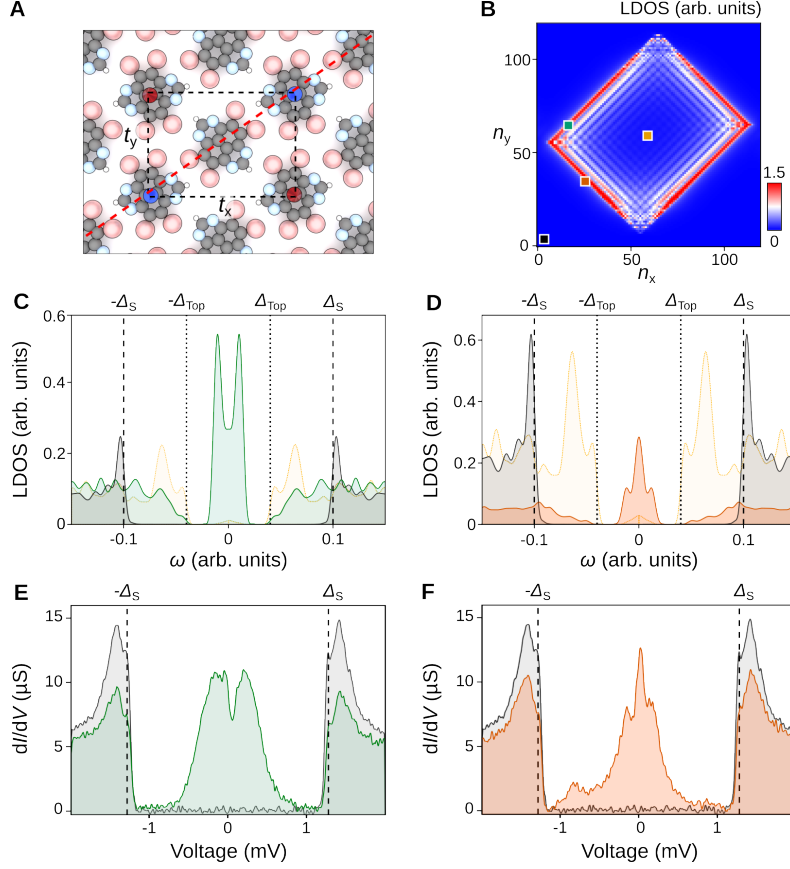 A
t_y
t_x
B
LDOS (arb. units)
100
n_y
50
0
0
100
n_x
1.5
0
C
-Δ_S
-Δ_Top
Δ_Top
Δ_S
0.6
0.4
0.2
0
LDOS (arb. units)
-0.1
0
0.1
ω (arb. units)
D
-Δ_S
-Δ_Top
Δ_Top
Δ_S
0.6
0.4
0.2
0
LDOS (arb. units)
-0.1
0
0.1
ω (arb. units)
E
-Δ_S
Δ_S
15
10
5
0
dI/dV (µS)
-1
0
1
Voltage (mV)
F
-Δ_S
Δ_S
15
10
5
0
dI/dV (µS)
-1
0
1
Voltage (mV)